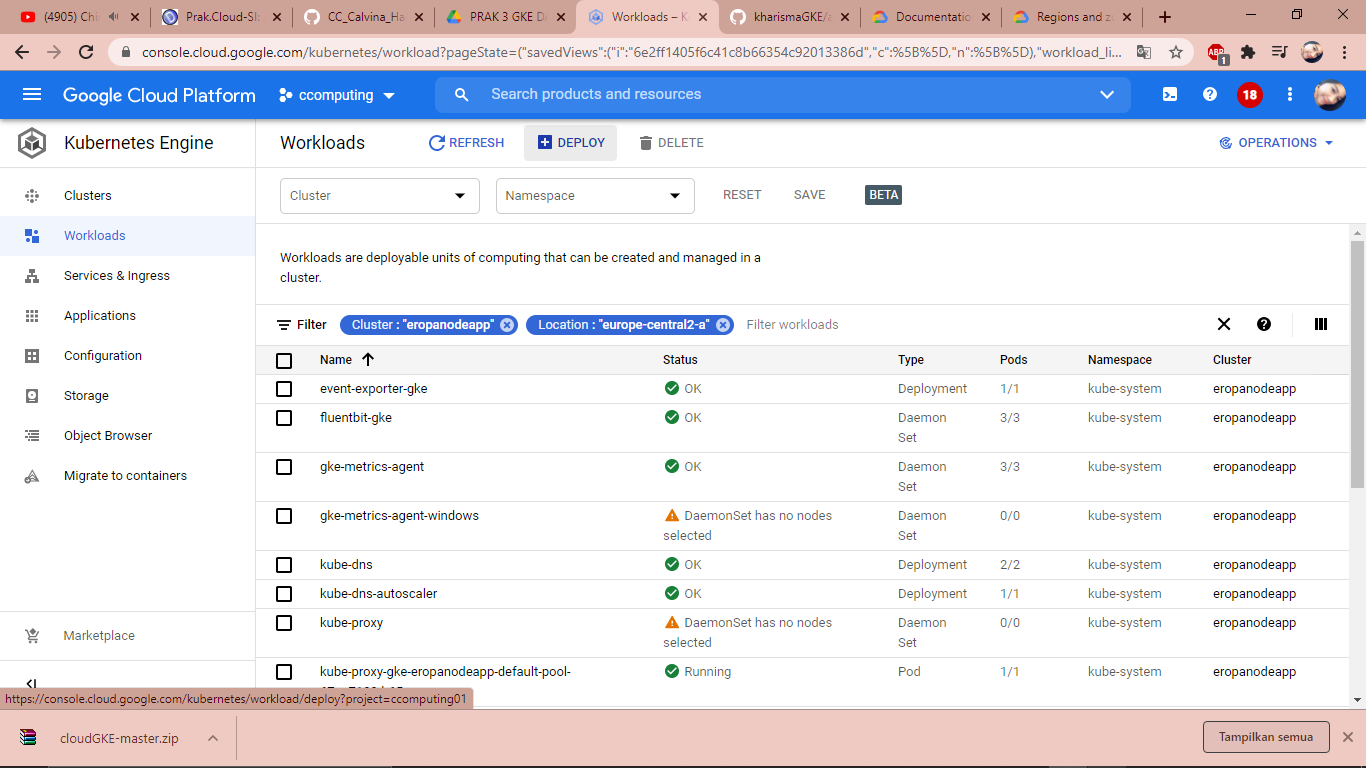 (4905) Chi
Prak.Cloud-SI:
CC_Calvina_Ha
PRAK 3 GKE D
Workloads – K
kharismaGKE/a
Documentatio
Regions and z
console.cloud.google.com/kubernetes/workload?pageState=("savedViews":("i":"6e2ff1405f6c41c8b66354c92013386d","c":%5B%5D,"n":%5B%5D),"workload_li...
ABP
1
Google Cloud Platform
ccomputing
Search products and resources
18
Kubernetes Engine
Workloads
REFRESH
DEPLOY
DELETE
OPERATIONS
Clusters
Workloads
Services & Ingress
Applications
Configuration
Storage
Object Browser
Migrate to containers
Marketplace
Cluster
Namespace
RESET
SAVE
BETA
Workloads are deployable units of computing that can be created and managed in a
cluster.
Filter
Cluster : "eropanodeapp"
Location : "europe-central2-a"
Filter workloads
Name Status Type Pods Namespace Cluster
event-exporter-gke OK Deployment 1/1 kube-system eropanodeapp
fluentbit-gke OK Daemon 3/3 kube-system eropanodeapp
Set
gke-metrics-agent OK Daemon 3/3 kube-system eropanodeapp
Set
gke-metrics-agent-windows DaemonSet has no nodes Daemon 0/0 kube-system eropanodeapp
selected Set
kube-dns OK Deployment 2/2 kube-system eropanodeapp
kube-dns-autoscaler OK Deployment 1/1 kube-system eropanodeapp
kube-proxy DaemonSet has no nodes Daemon 0/0 kube-system eropanodeapp
selected Set
kube-proxy-gke-eropanodeapp-default-pool- Running Pod 1/1 kube-system eropanodeapp
https://console.cloud.google.com/kubernetes/workload/deploy?project=ccomputing01
cloudGKE-master.zip
Tampilkan semua